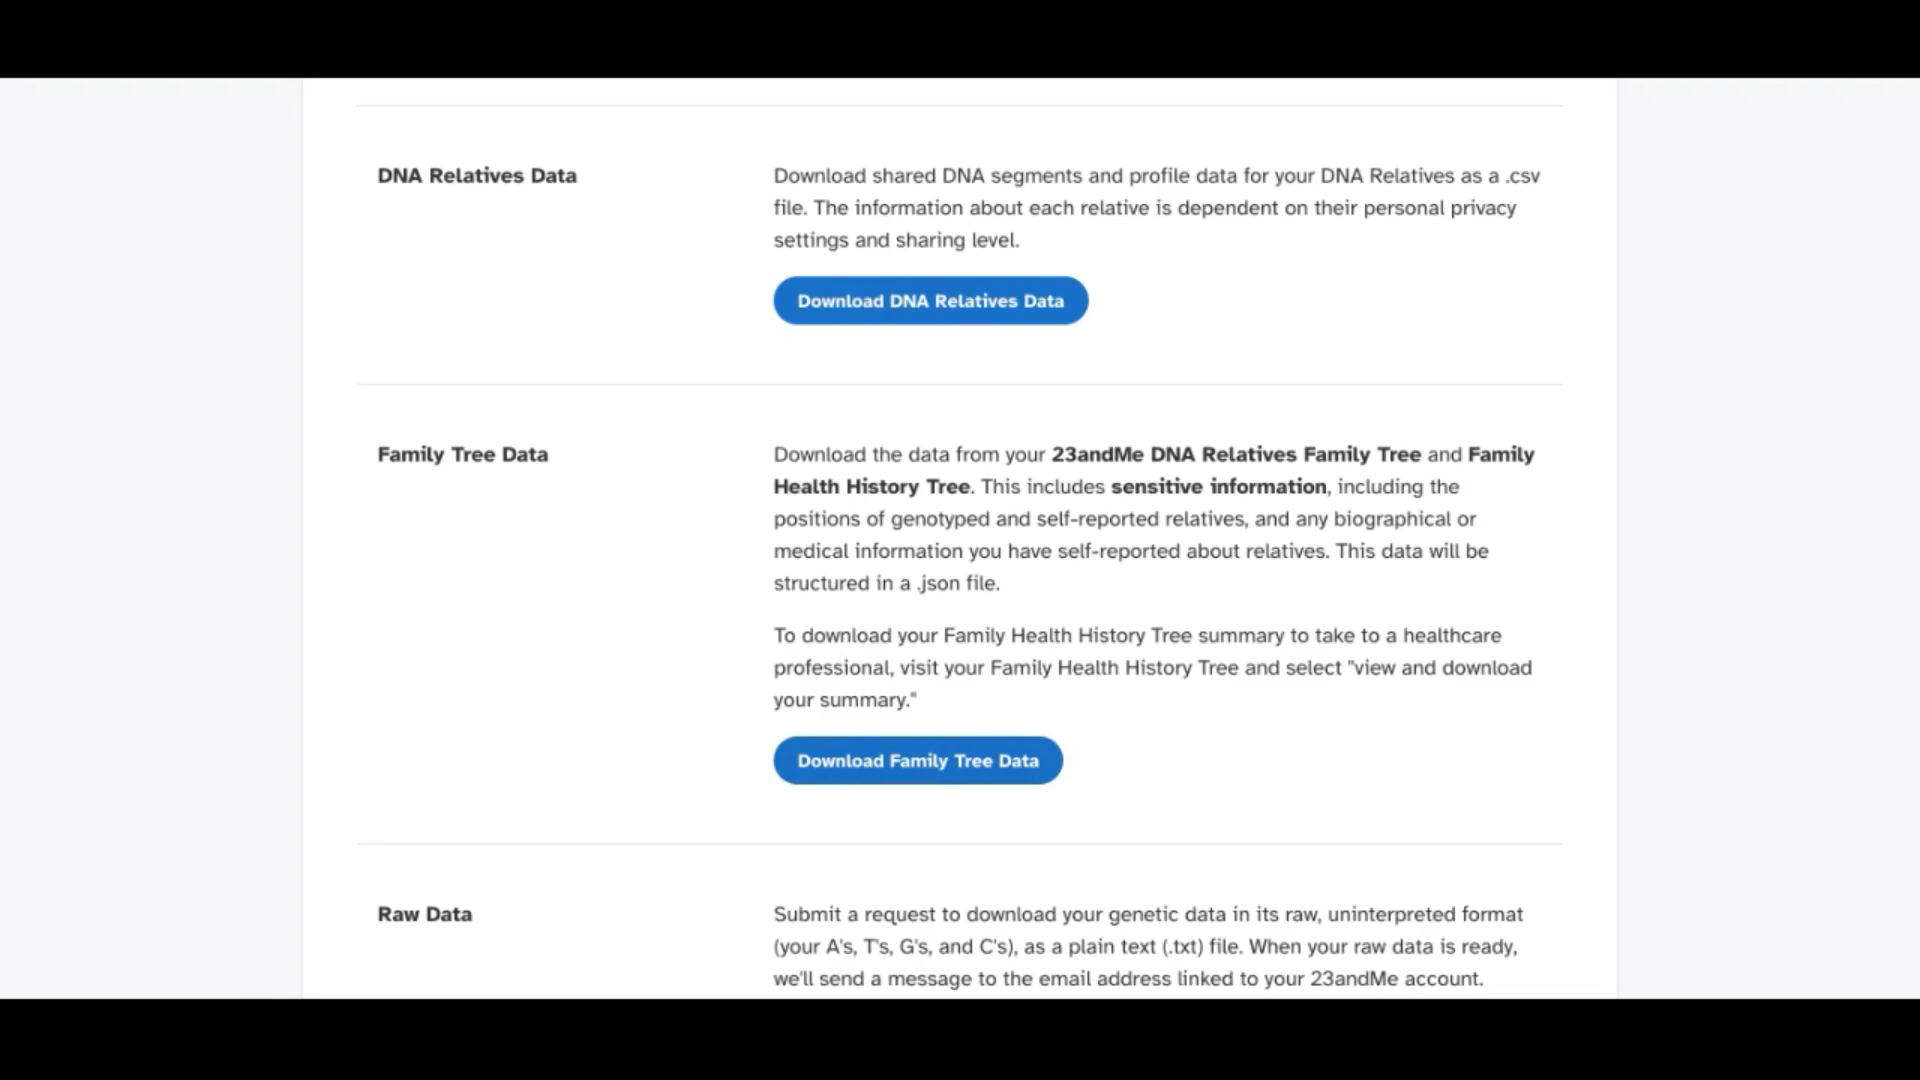 DNA Relatives Data
Download shared DNA segments and profile data for your DNA Relatives as a .csv
file. The information about each relative is dependent on their personal privacy
settings and sharing level.
Download DNA Relatives Data
Family Tree Data
Download the data from your 23andMe DNA Relatives Family Tree and Family
Health History Tree. This includes sensitive information, including the
positions of genotyped and self-reported relatives, and any biographical or
medical information you have self-reported about relatives. This data will be
structured in a .json file.
To download your Family Health History Tree summary to take to a healthcare
professional, visit your Family Health History Tree and select "view and download
your summary."
Download Family Tree Data
Raw Data
Submit a request to download your genetic data in its raw, uninterpreted format
(your A's, T's, G's, and C's), as a plain text (.txt) file. When your raw data is ready,
we'll send a message to the email address linked to your 23andMe account.